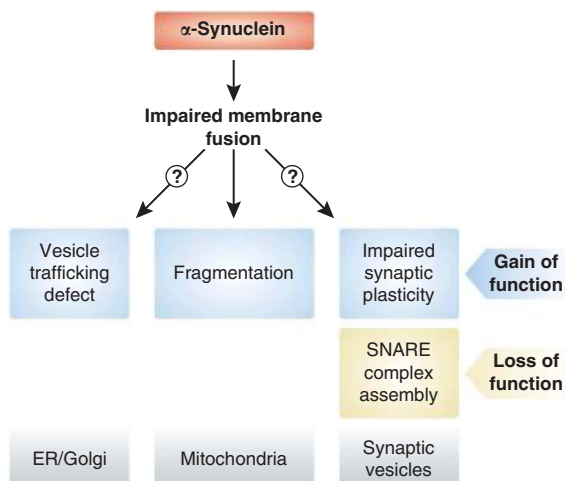 α-Synuclein
Impaired membrane
fusion
?
?
Vesicle
trafficking
defect
Fragmentation
Impaired
synaptic
plasticity
Gain of
function
SNARE
complex
assembly
Loss of
function
ER/Golgi
Mitochondria
Synaptic
vesicles